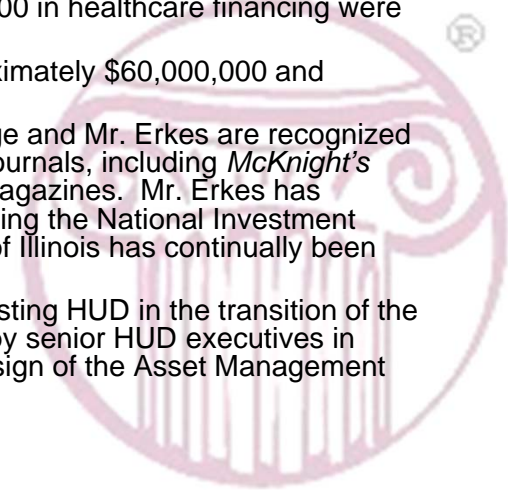 00 in healthcare financing were
ximately $60,000,000 and
ge and Mr. Erkes are recognized
ournals, including McKnight's
agazines. Mr. Erkes has
ing the National Investment
of Illinois has continually been
sting HUD in the transition of the
by senior HUD executives in
sign of the Asset Management
®